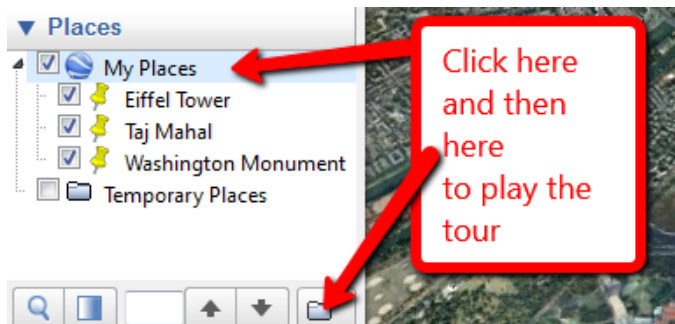 Places
My Places
Eiffel Tower
Taj Mahal
Washington Monument
Temporary Places
Click here
and then
here
to play the
tour